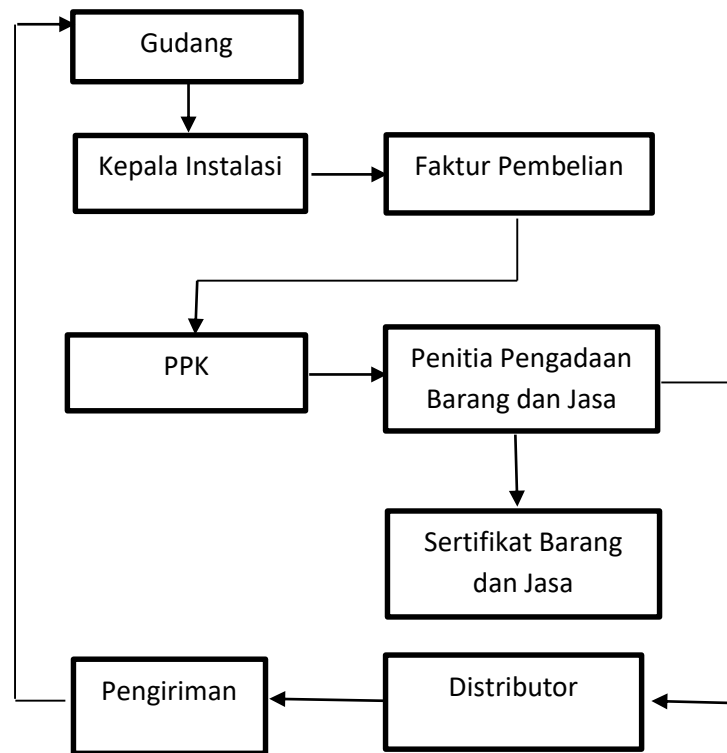 Gudang
Kepala Instalasi
Faktur Pembelian
PPK
Penitia Pengadaan
Barang dan Jasa
Sertifikat Barang
dan Jasa
Pengiriman
Distributor